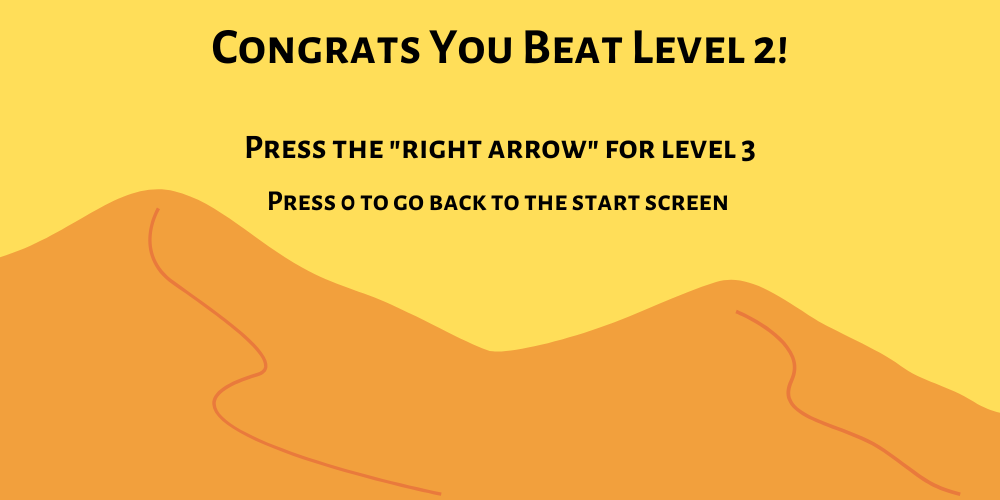 Congrats You Beat Level 2!
Press the "right arrow" for level 3
Press 0 to go back to the start screen